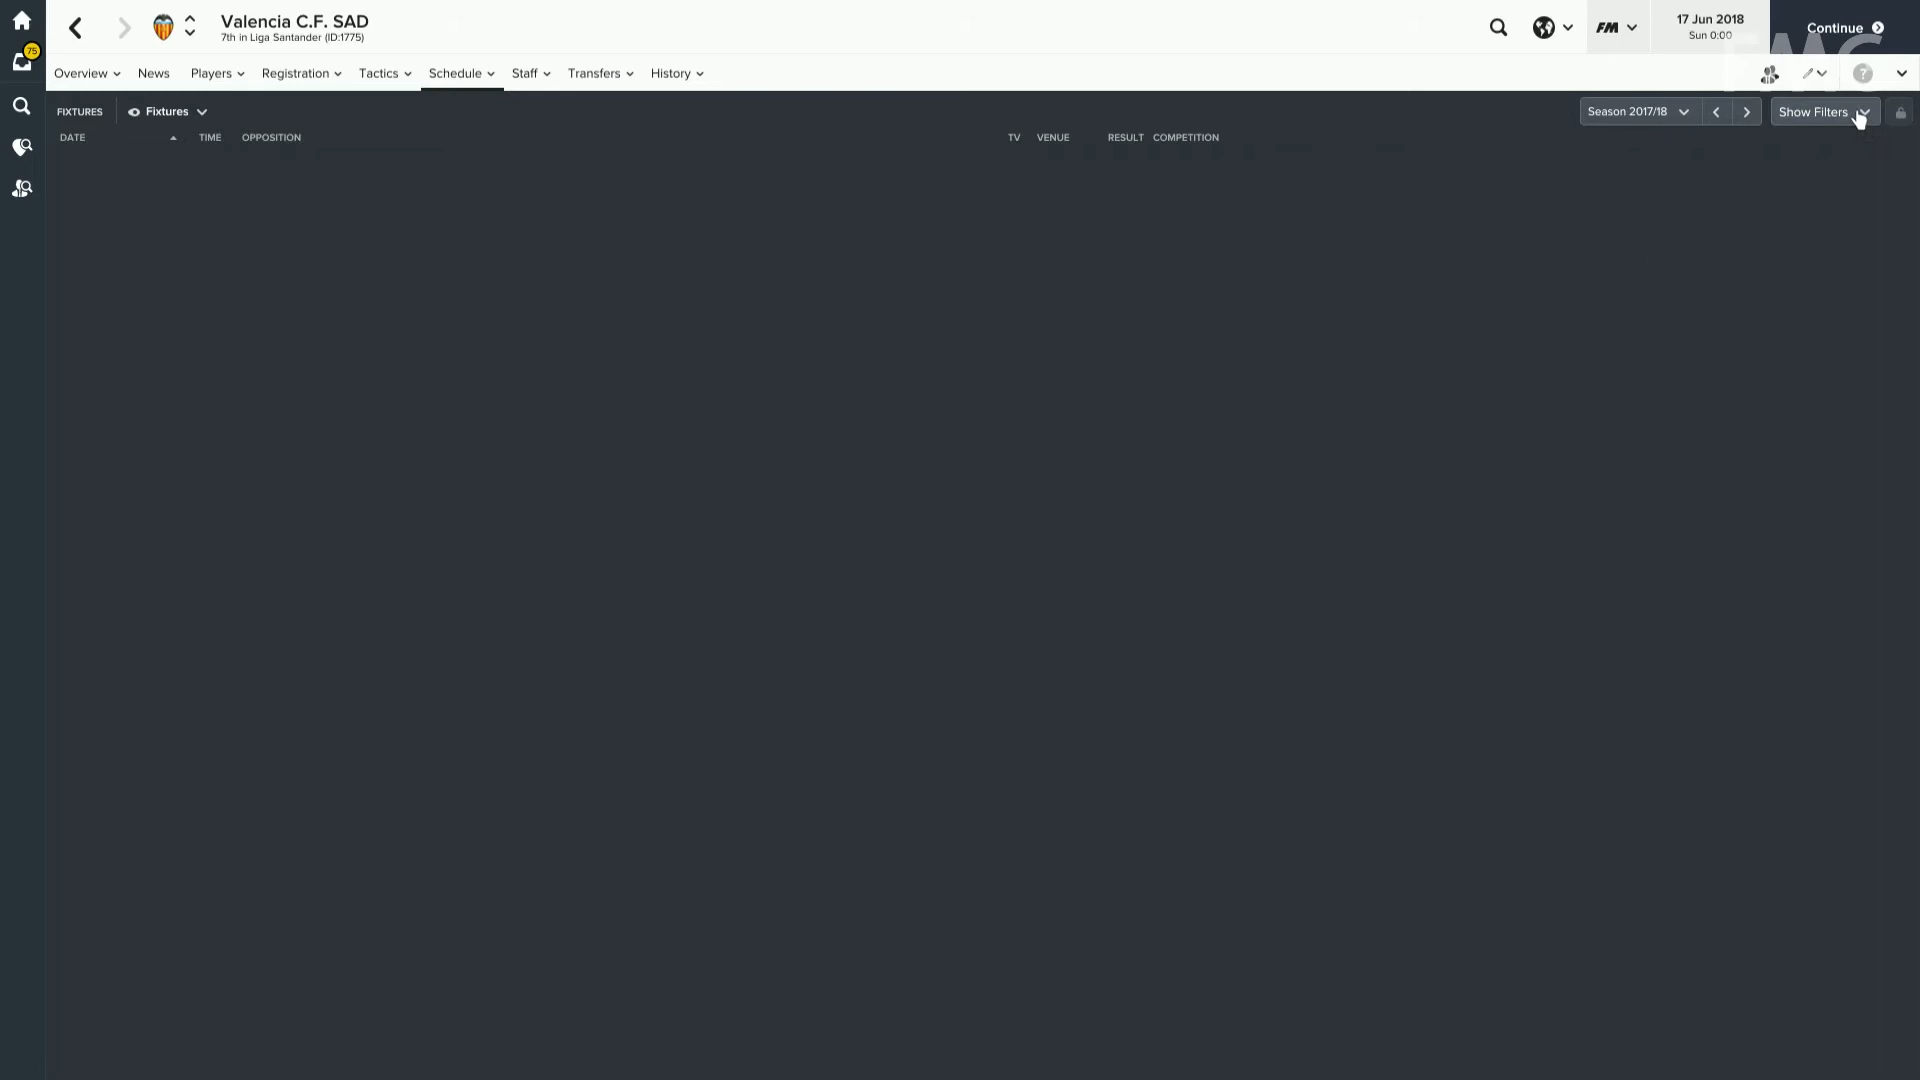 Valencia C.F. SAD
7th in Liga Santander (ID:1775)
FM
17 Jun 2018
Sun 0:00
Continue
75
Overview
News
Players
Registration
Tactics
Schedule
Staff
Transfers
History
?
FIXTURES
Fixtures
Season 2017/18
Show Filters
DATE
TIME
OPPOSITION
TV
VENUE
RESULT
COMPETITION